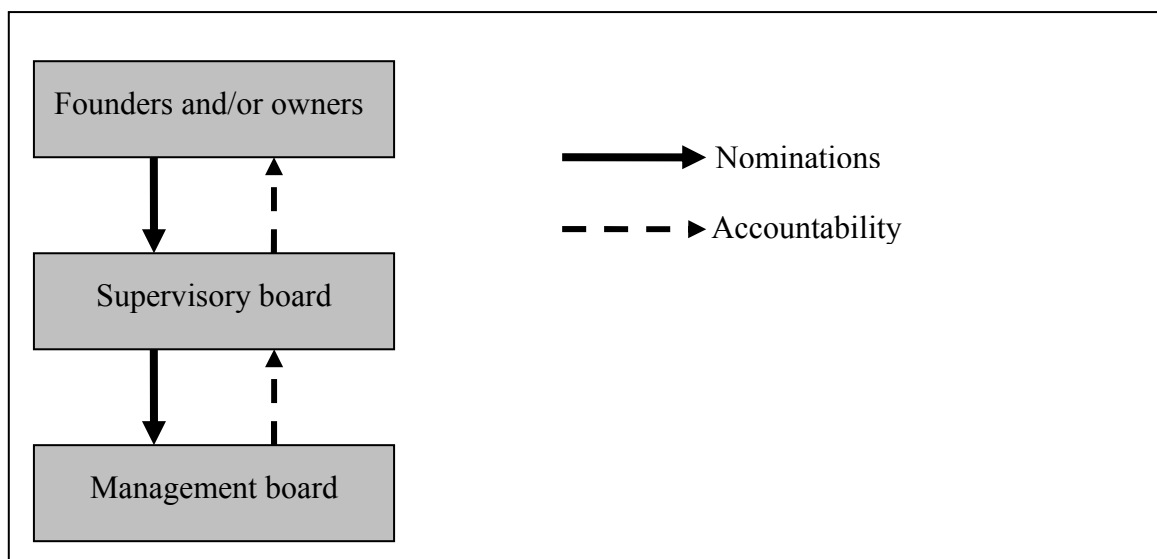 Founders and/or owners
Nominations
Accountability
Supervisory board
Management board